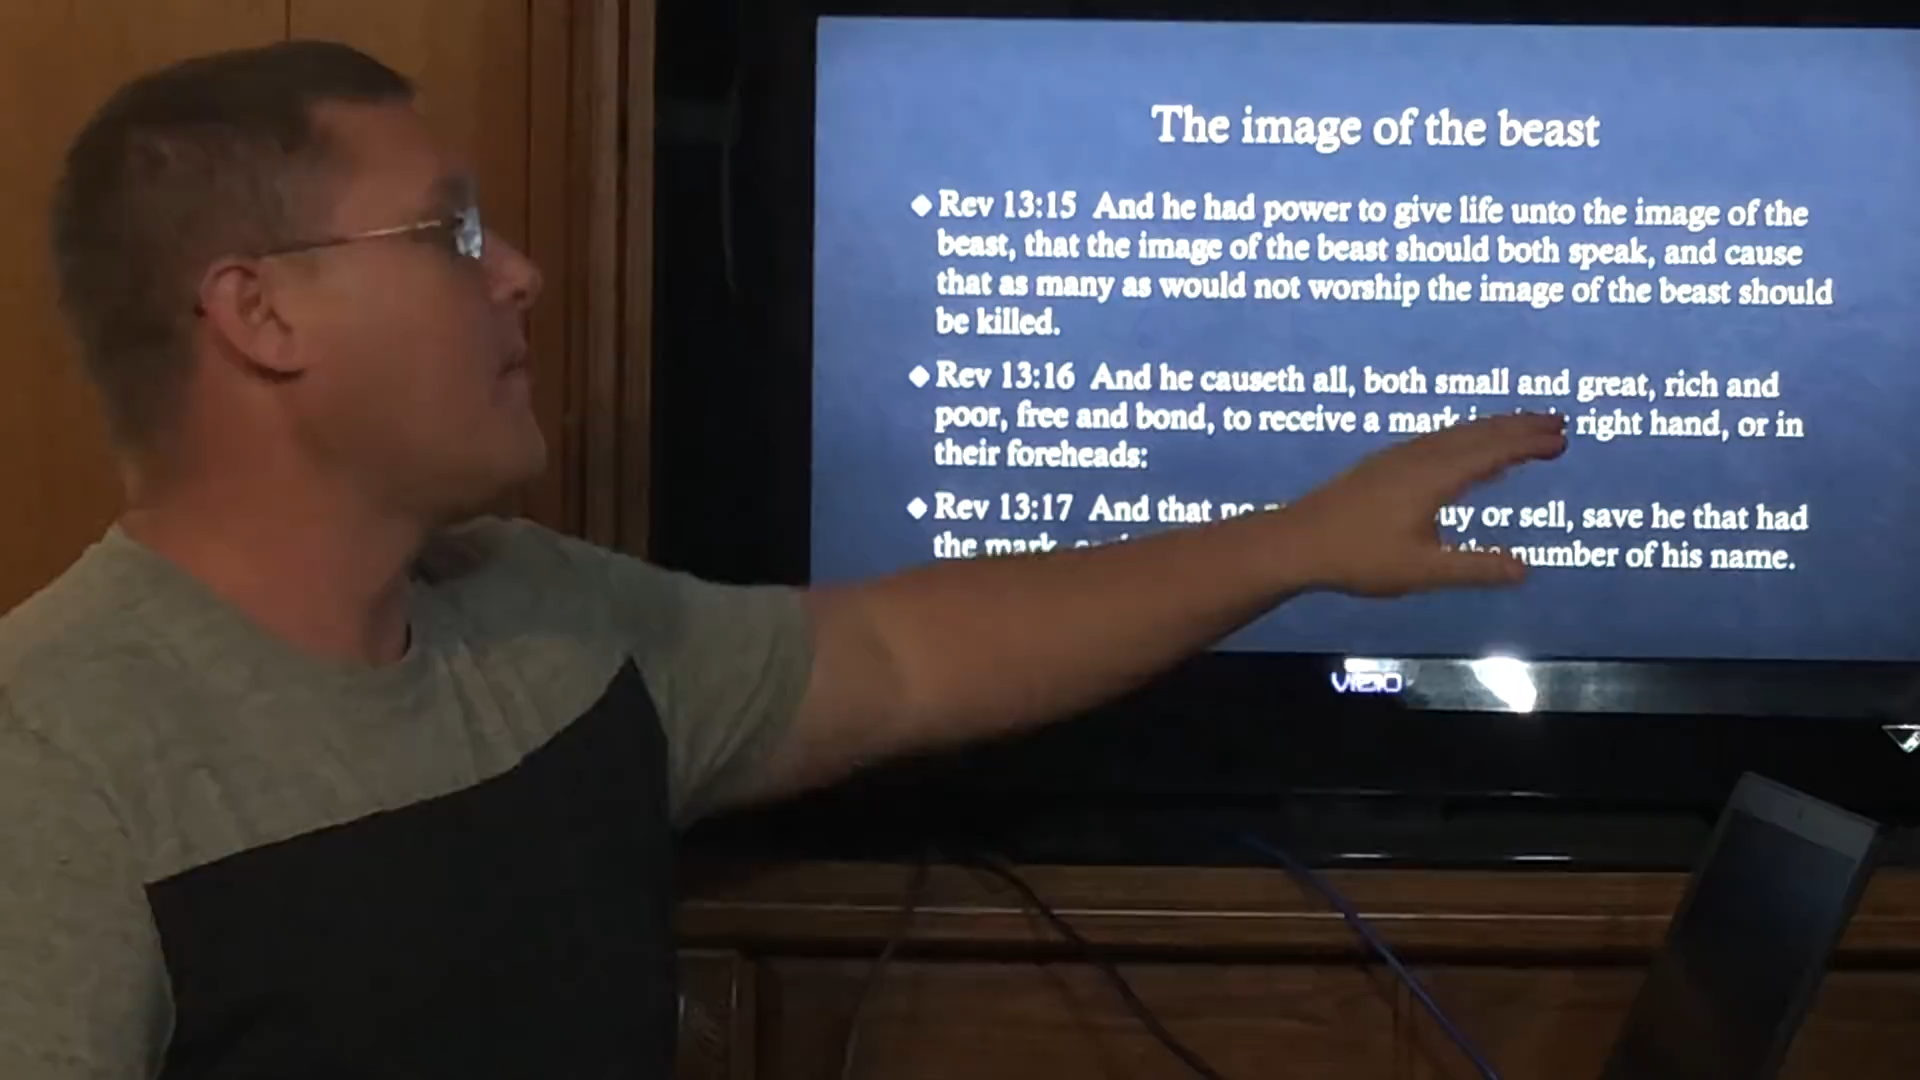 The image of the beast
Rev 13:15 And he had power to give life unto the image of the
beast, that the image of the beast should both speak, and cause
that as many as would not worship the image of the beast should
be killed.
Rev 13:16 And he causeth all, both small and great, rich and
poor, free and bond, to receive a mark right hand, or in
their foreheads:
Rev 13:17 And that no uy or sell, save he that had
the mark the number of his name.
VIZIO